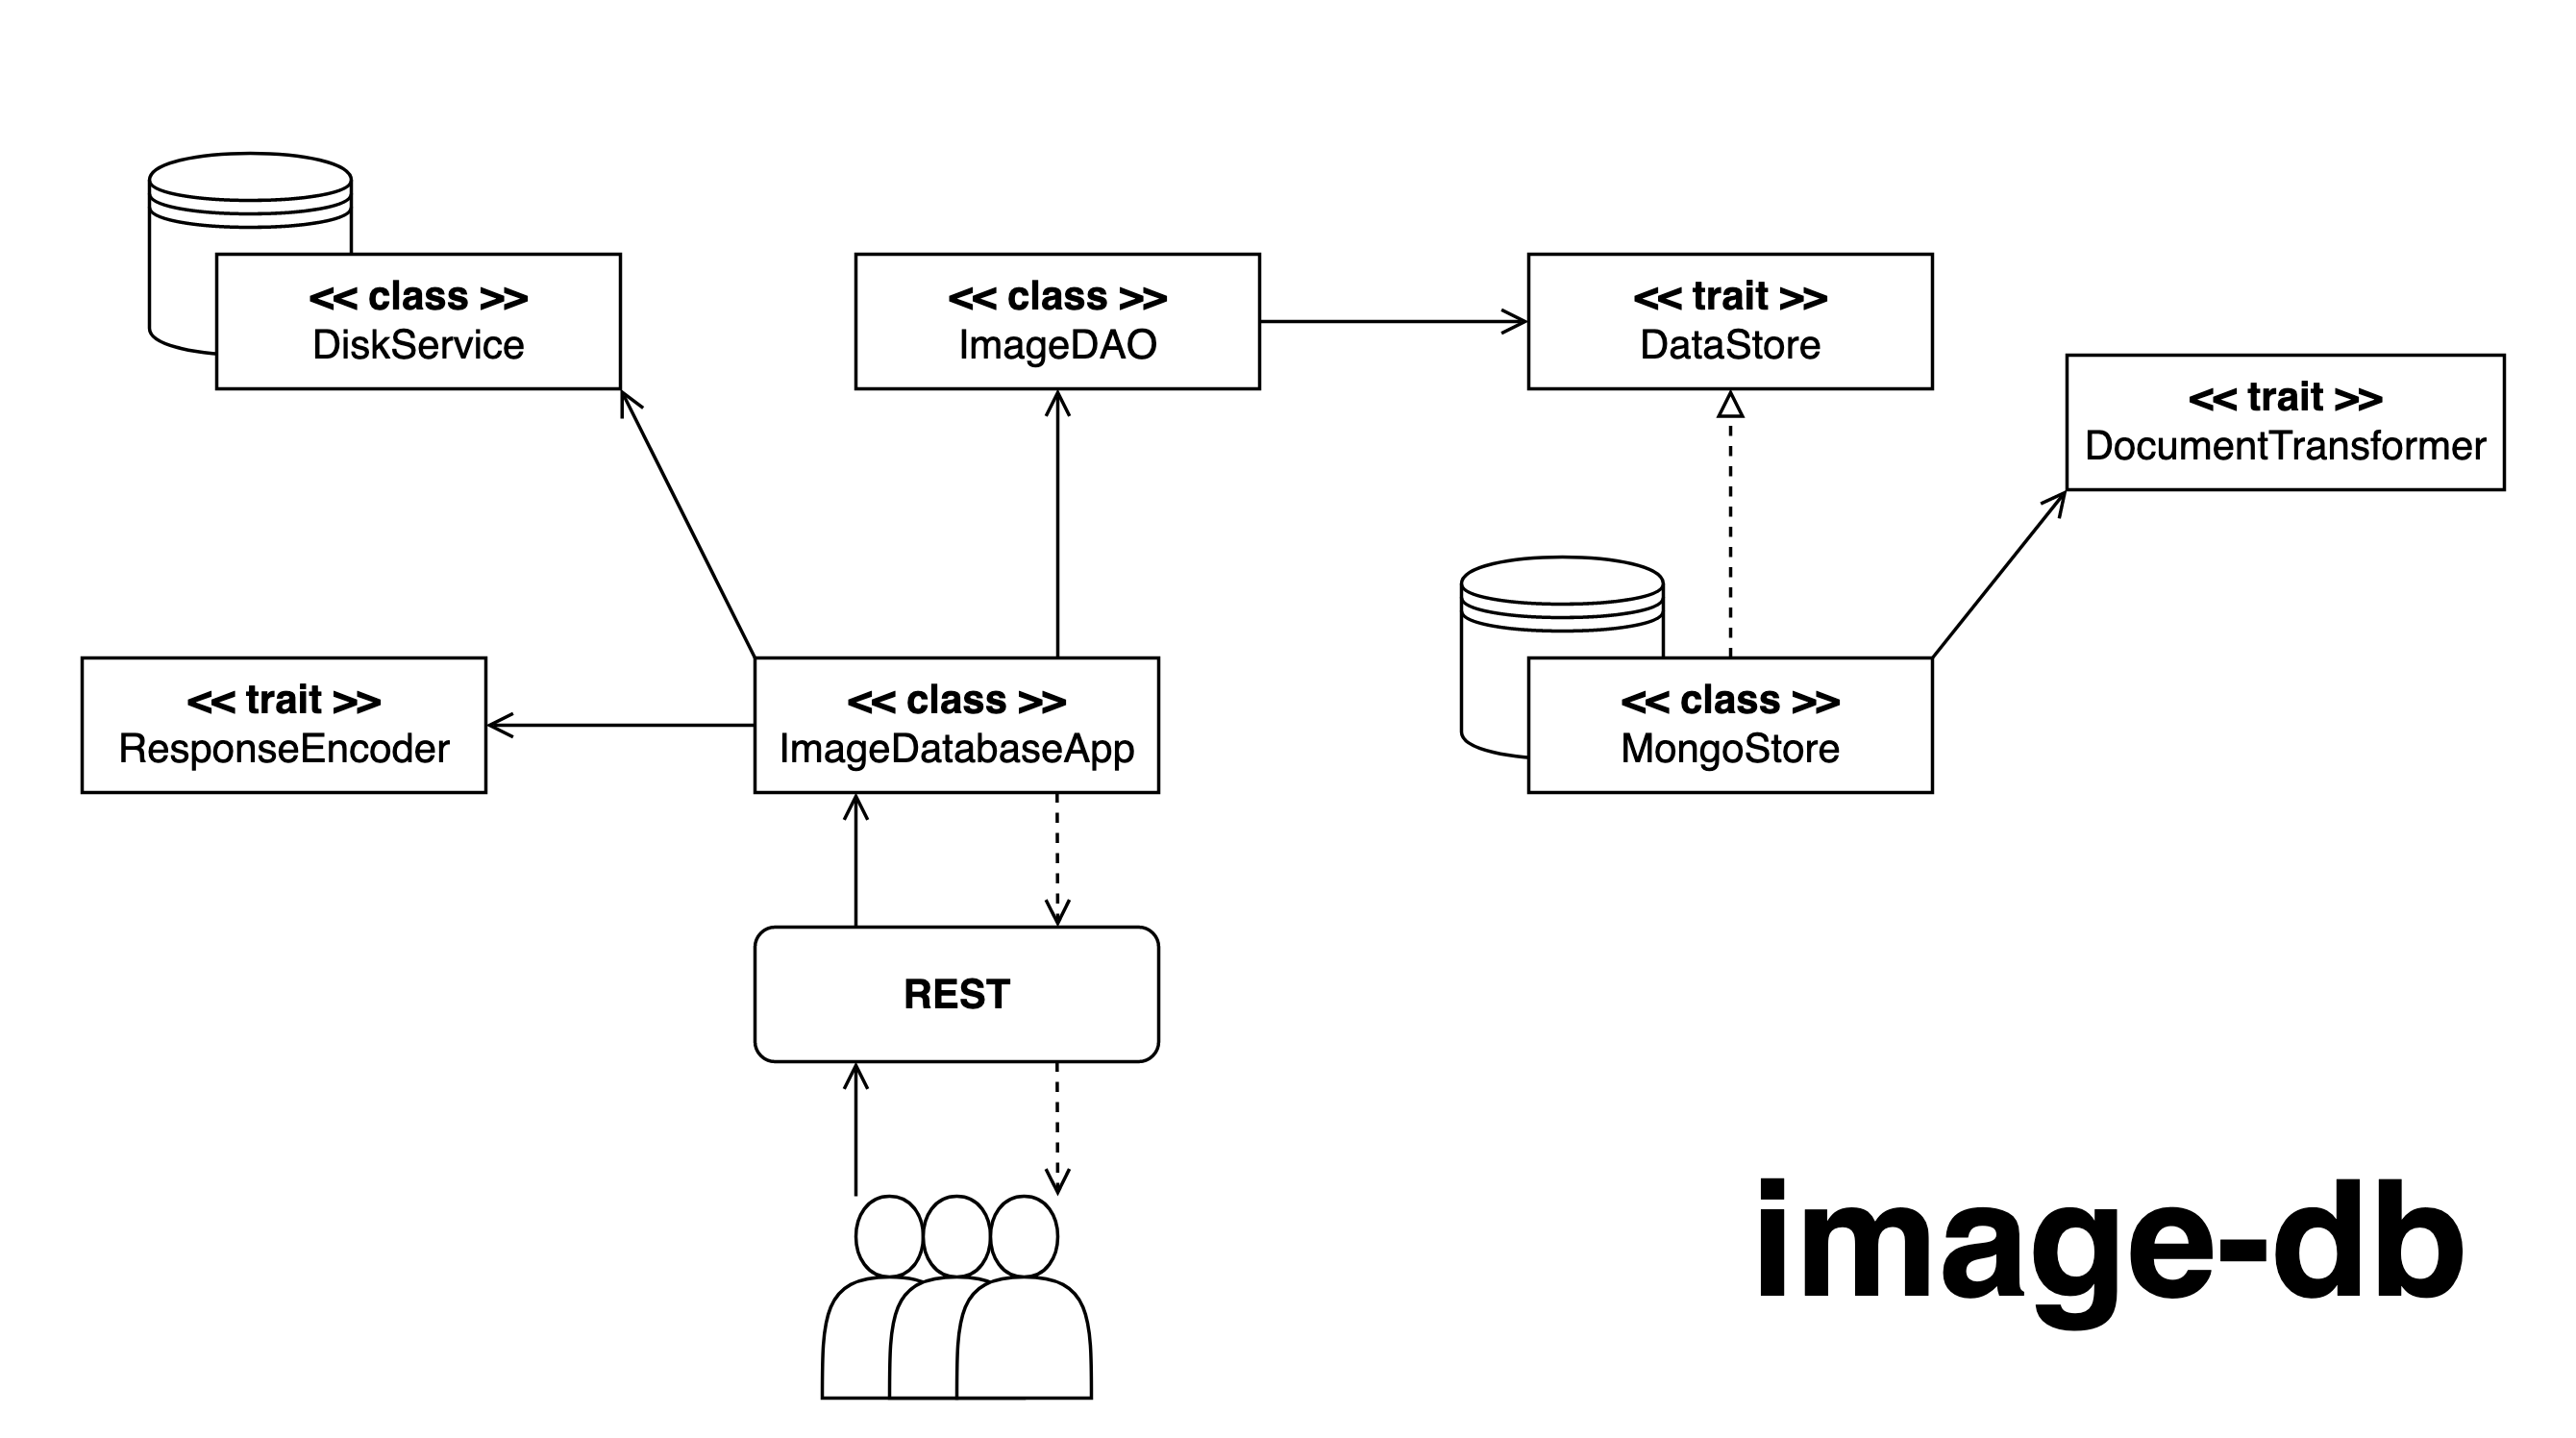 << class >>
DiskService
<< class >>
ImageDAO
<< trait >>
DataStore
<< trait >>
DocumentTransformer
<< trait >>
ResponseEncoder
<< class >>
ImageDatabaseApp
<< class >>
MongoStore
REST
image-db